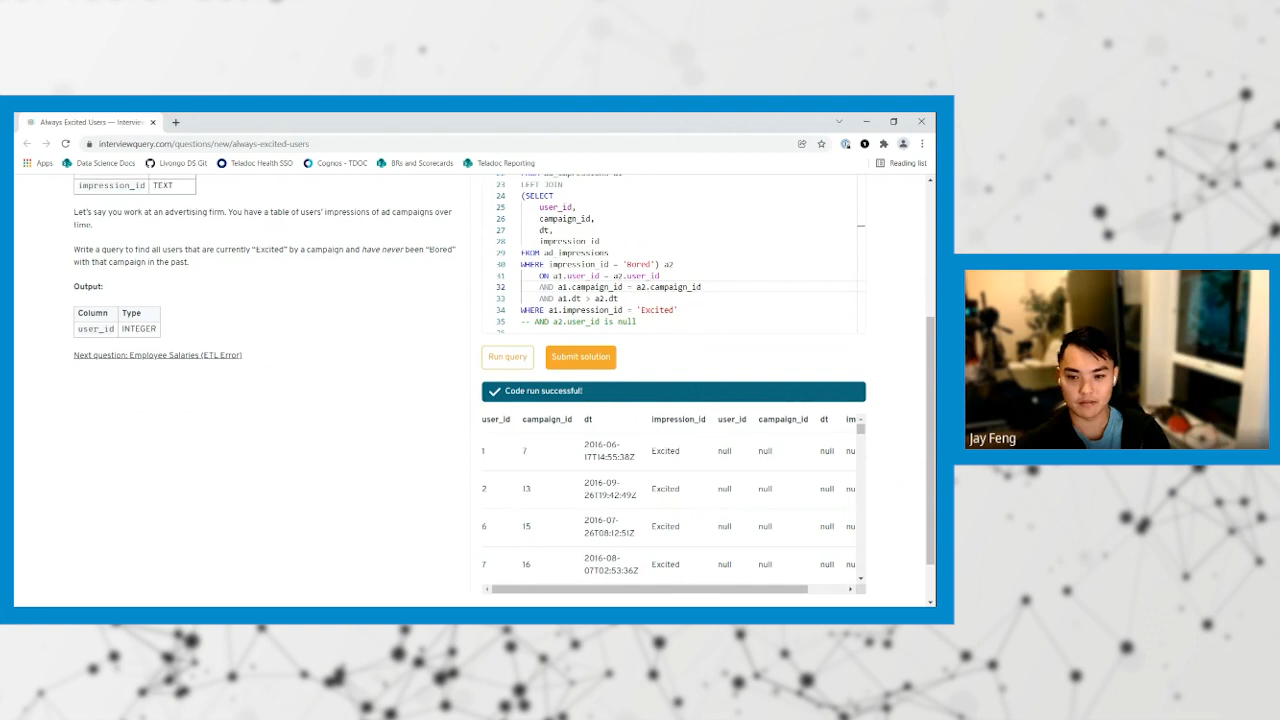 Always Excited Users — Interview
interviewquery.com/questions/new/always-excited-users
Apps
Data Science Docs
Livongo DS Git
Teladoc Health SSO
Cognos - TDOC
BRs and Scorecards
Teladoc Reporting
Reading list
impression_id TEXT
Let's say you work at an advertising firm. You have a table of users' impressions of ad campaigns over
time.
Write a query to find all users that are currently "Excited" by a campaign and have never been "Bored"
with that campaign in the past.
Output:
Column Type
user_id INTEGER
Next question: Employee Salaries (ETL Error)
23 LEFT JOIN
24 (SELECT
25 user_id,
26 campaign_id,
27 dt,
28 impression_id
29 FROM ad_impressions
30 WHERE impression_id = 'Bored') a2
31 ON a1.user_id = a2.user_id
32 AND a1.campaign_id = a2.campaign_id
33 AND a1.dt > a2.dt
34 WHERE a1.impression_id = 'Excited'
35 -- AND a2.user_id is null
Run query
Submit solution
Code run successful!
user_id campaign_id dt impression_id user_id campaign_id dt im
1 7 2016-06-17T14:55:38Z Excited null null null nu
2 13 2016-09-26T19:42:49Z Excited null null null nu
6 15 2016-07-26T08:12:51Z Excited null null null nu
7 16 2016-08-07T02:53:36Z Excited null null null nu
Jay Feng